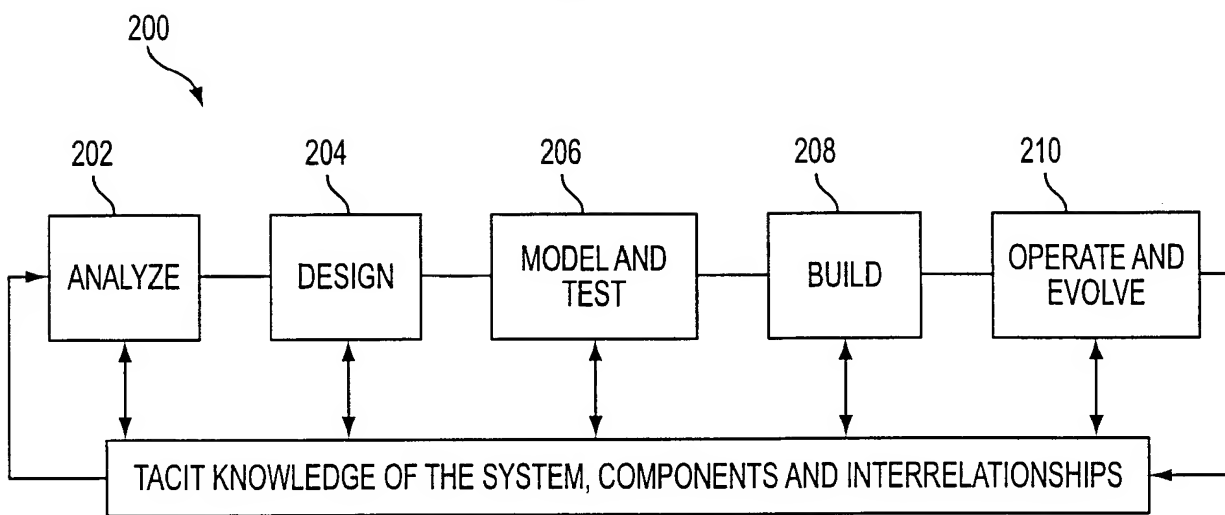 200
202
204
206
208
210
ANALYZE
DESIGN
MODEL AND
TEST
BUILD
OPERATE AND
EVOLVE
TACIT KNOWLEDGE OF THE SYSTEM, COMPONENTS AND INTERRELATIONSHIPS